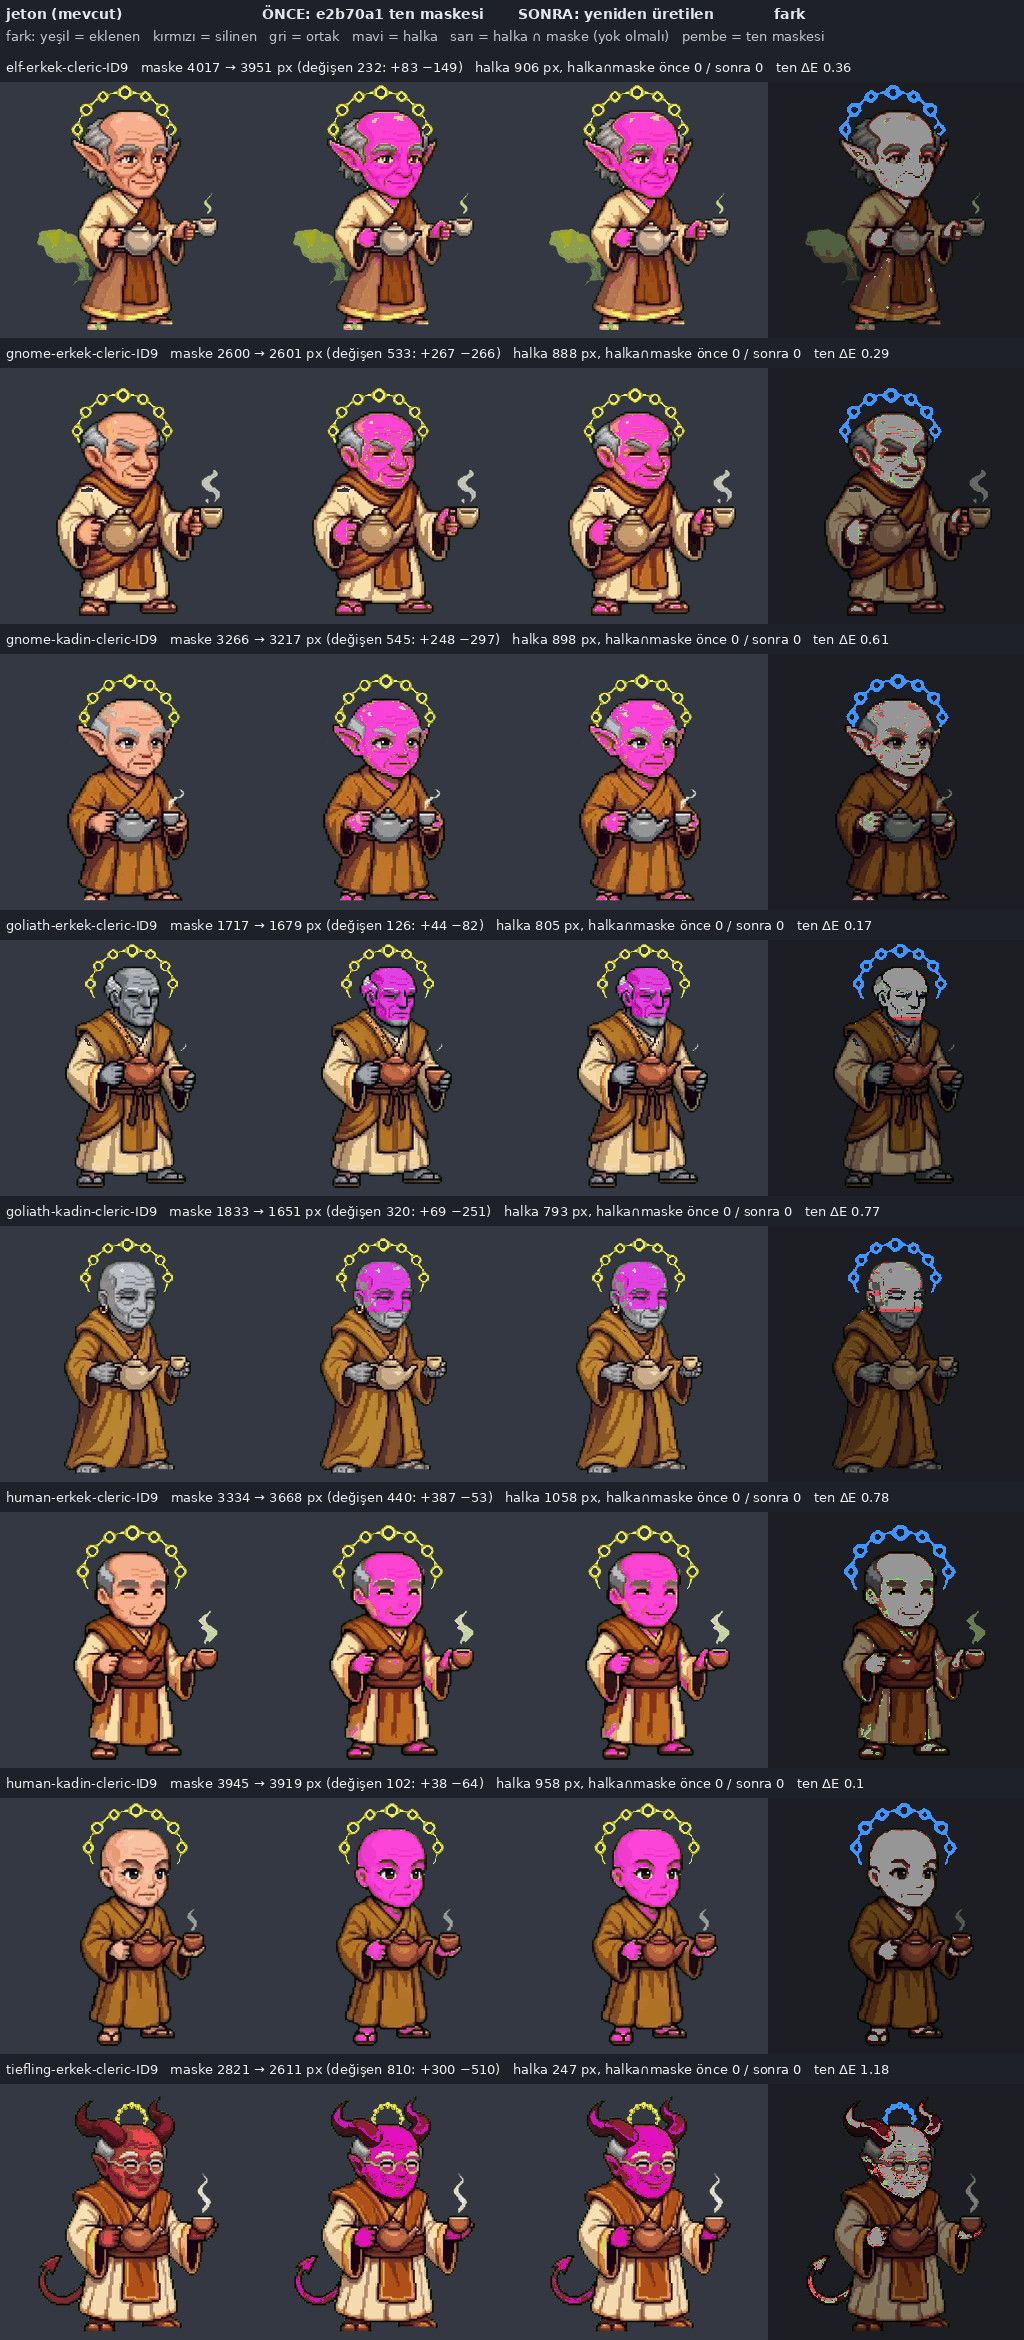 jeton (mevcut) ÖNCE: e2b70a1 ten maskesi SONRA: yeniden üretilen fark
fark: yeşil = eklenen kırmızı = silinen gri = ortak mavi = halka sarı = halka ∩ maske (yok olmalı) pembe = ten maskesi
elf-erkek-cleric-ID9 maske 4017 → 3951 px (değişen 232: +83 −149) halka 906 px, halka∩maske önce 0 / sonra 0 ten ΔE 0.36
gnome-erkek-cleric-ID9 maske 2600 → 2601 px (değişen 533: +267 −266) halka 888 px, halka∩maske önce 0 / sonra 0 ten ΔE 0.29
gnome-kadin-cleric-ID9 maske 3266 → 3217 px (değişen 545: +248 −297) halka 898 px, halka∩maske önce 0 / sonra 0 ten ΔE 0.61
goliath-erkek-cleric-ID9 maske 1717 → 1679 px (değişen 126: +44 −82) halka 805 px, halka∩maske önce 0 / sonra 0 ten ΔE 0.17
goliath-kadin-cleric-ID9 maske 1833 → 1651 px (değişen 320: +69 −251) halka 793 px, halka∩maske önce 0 / sonra 0 ten ΔE 0.77
human-erkek-cleric-ID9 maske 3334 → 3668 px (değişen 440: +387 −53) halka 1058 px, halka∩maske önce 0 / sonra 0 ten ΔE 0.78
human-kadin-cleric-ID9 maske 3945 → 3919 px (değişen 102: +38 −64) halka 958 px, halka∩maske önce 0 / sonra 0 ten ΔE 0.1
tiefling-erkek-cleric-ID9 maske 2821 → 2611 px (değişen 810: +300 −510) halka 247 px, halka∩maske önce 0 / sonra 0 ten ΔE 1.18